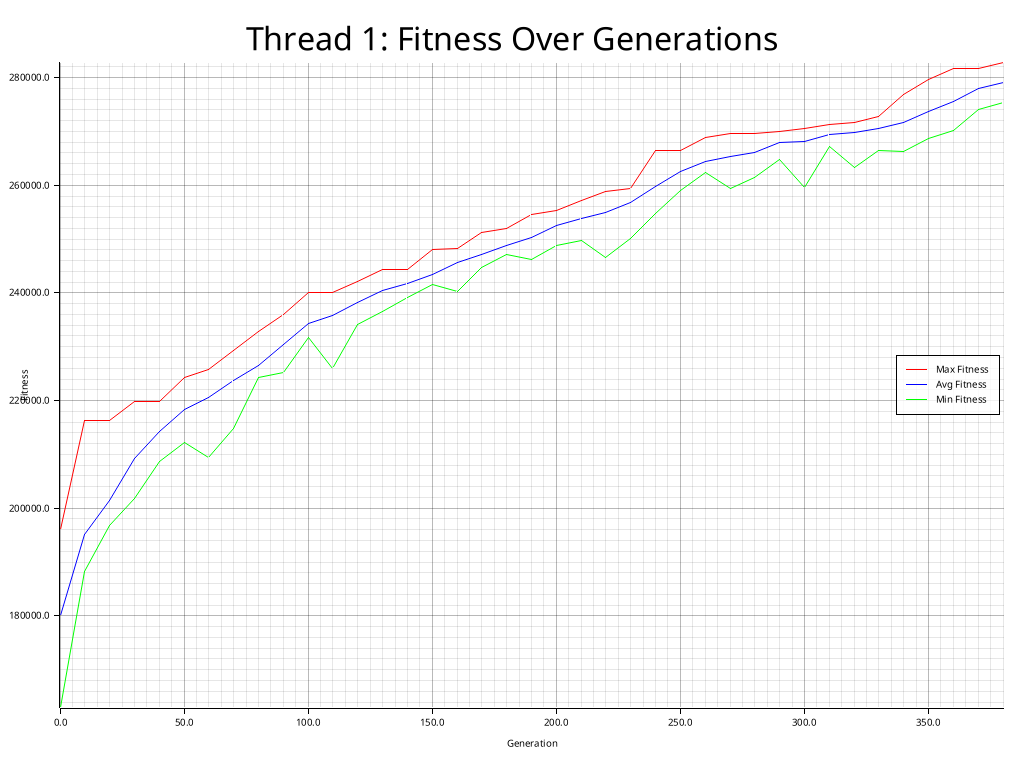 Thread 1: Fitness Over Generations
280000.0
260000.0
240000.0
220000.0
200000.0
180000.0
Fitness
Max Fitness
Avg Fitness
Min Fitness
0.0 50.0 100.0 150.0 200.0 250.0 300.0 350.0
Generation